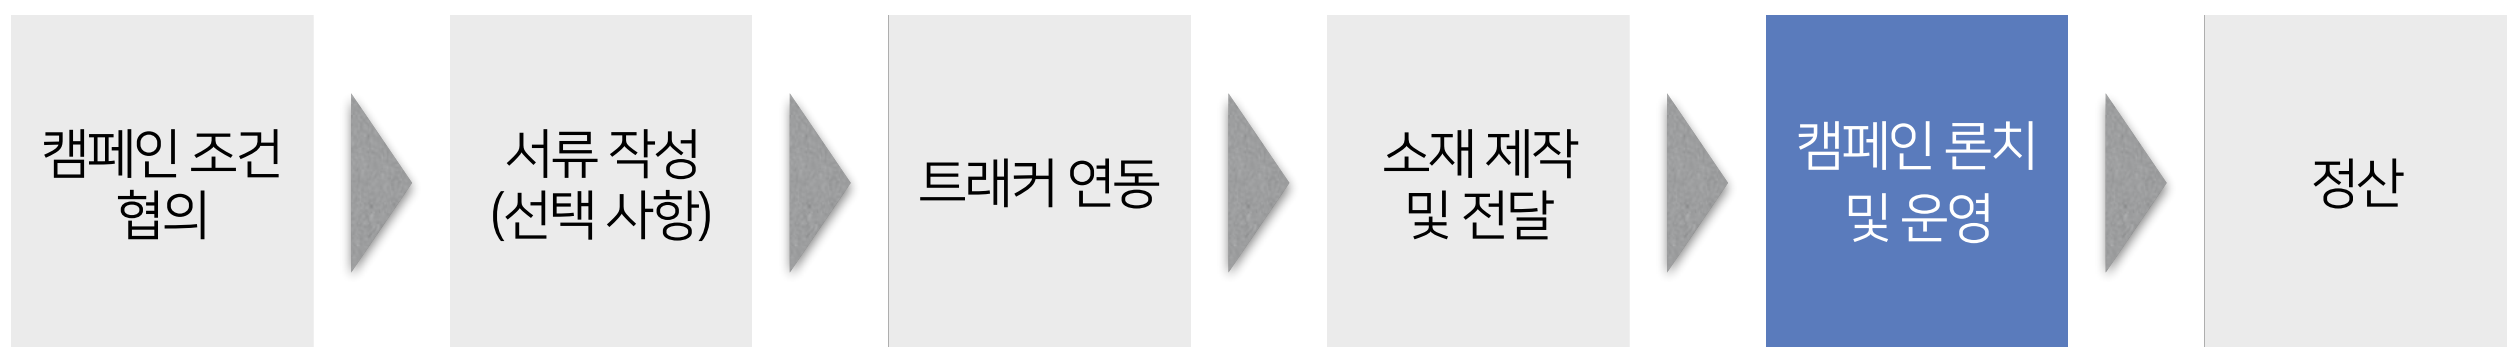 캠페인 조건
협의
서류 작성
(선택 사항)
트래커 연동
소재 제작
및 전달
캠페인 론치
및 운영
정산